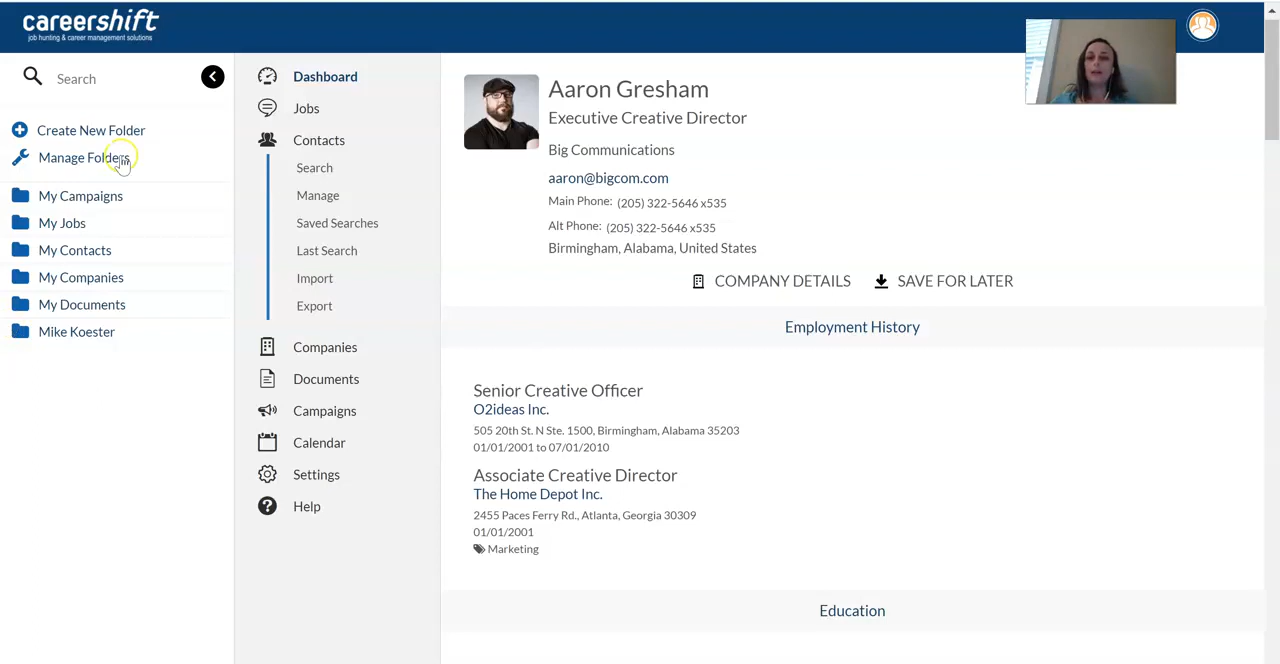 careershift
job hunting & career management solutions
Search
Create New Folder
Manage Folders
My Campaigns
My Jobs
My Contacts
My Companies
My Documents
Mike Koester
Dashboard
Jobs
Contacts
Search
Manage
Saved Searches
Last Search
Import
Export
Companies
Documents
Campaigns
Calendar
Settings
Help
Aaron Gresham
Executive Creative Director
Big Communications
aaron@bigcom.com
Main Phone: (205) 322-5646 x535
Alt Phone: (205) 322-5646 x535
Birmingham, Alabama, United States
COMPANY DETAILS SAVE FOR LATER
Employment History
Senior Creative Officer
O2ideas Inc.
505 20th St. N Ste. 1500, Birmingham, Alabama 35203
01/01/2001 to 07/01/2010
Associate Creative Director
The Home Depot Inc.
2455 Paces Ferry Rd., Atlanta, Georgia 30309
01/01/2001
Marketing
Education